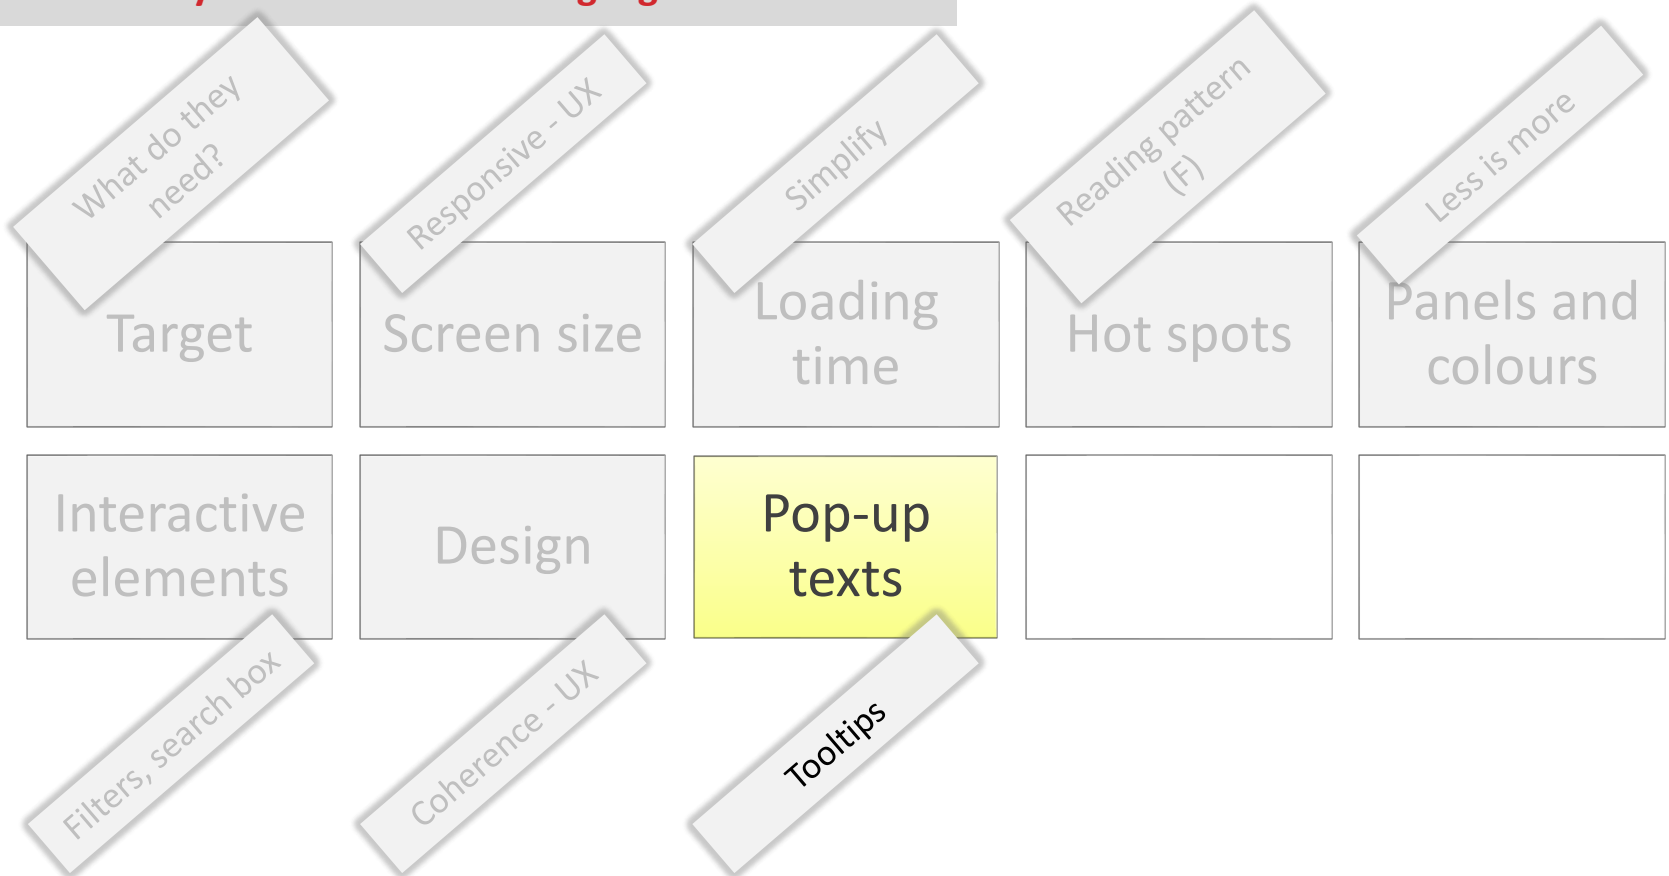 What do they
need?
Responsive - UX
Simplify
Reading pattern
(F)
Less is more
Target
Screen size
Loading
time
Hot spots
Panels and
colours
Interactive
elements
Design
Pop-up
texts
Filters, search box
Coherence - UX
Tooltips